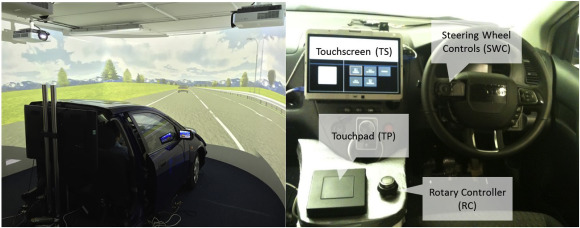 Touchscreen (TS)
Steering Wheel
Controls (SWC)
Touchpad (TP)
Rotary Controller
(RC)